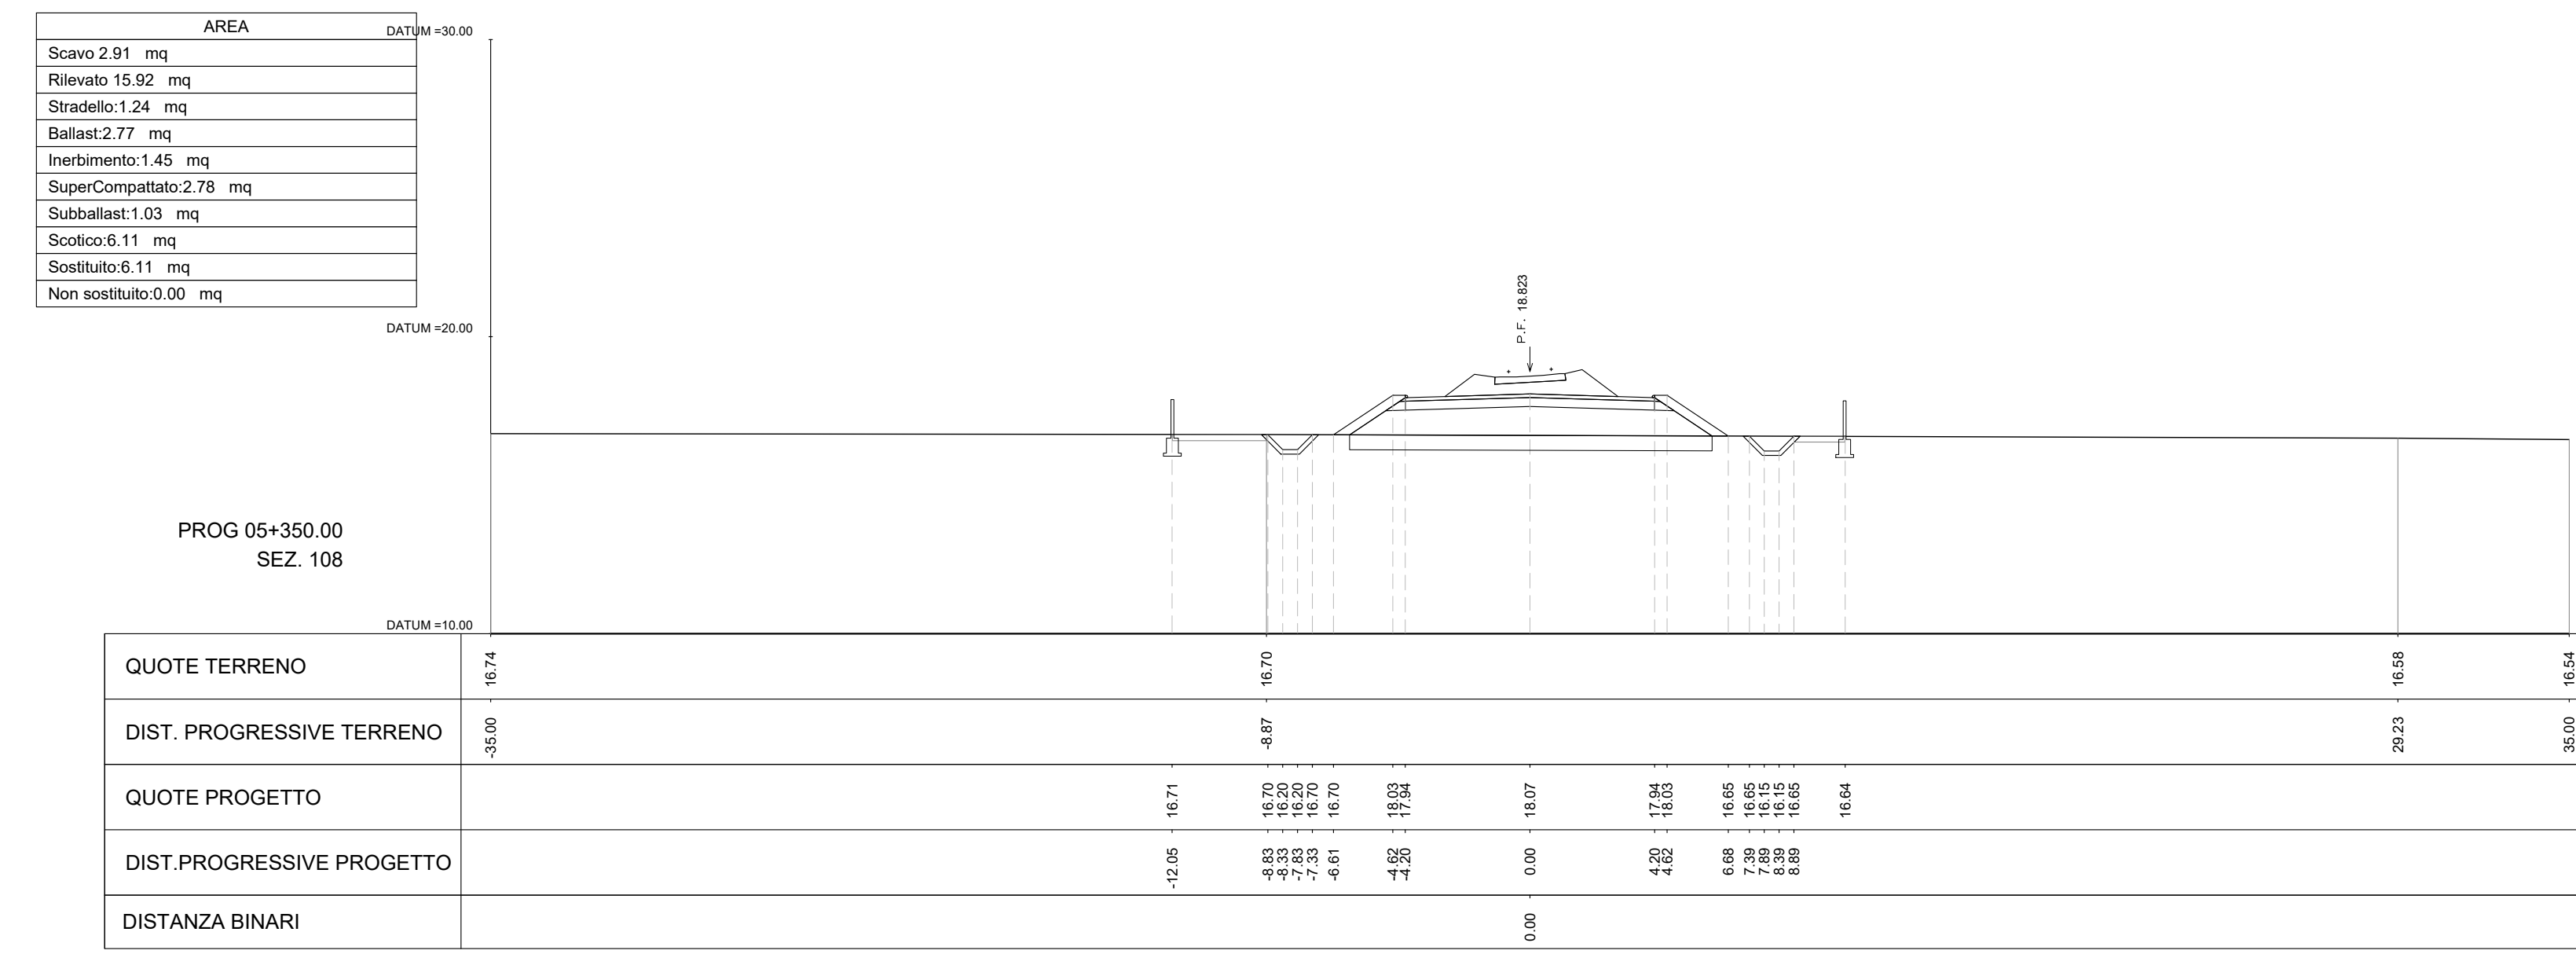 AREA
Scavo 2.91 mq
Rilevato 15.92 mq
Stradello:1.24 mq
Ballast:2.77 mq
Inerbimento:1.45 mq
SuperCompattato:2.78 mq
Subballast:1.03 mq
Scotico:6.11 mq
Sostituito:6.11 mq
Non sostituito:0.00 mq
DATUM =30.00
DATUM =20.00
P.F. 18.823
PROG 05+350.00
SEZ. 108
DATUM =10.00
QUOTE TERRENO 16.74 16.70 16.58 16.54
DIST. PROGRESSIVE TERRENO -35.00 -8.87 29.23 35.00
QUOTE PROGETTO 16.71 16.70 16.20 16.20 16.70 16.70 18.03 17.94 18.07 17.94 18.03 16.65 16.65 16.15 16.15 16.65 16.64
DIST.PROGRESSIVE PROGETTO -12.05 -8.83 -8.33 -7.83 -7.33 -6.61 -4.62 -4.20 0.00 4.20 4.62 6.68 7.39 7.89 8.39 8.89
DISTANZA BINARI 0.00